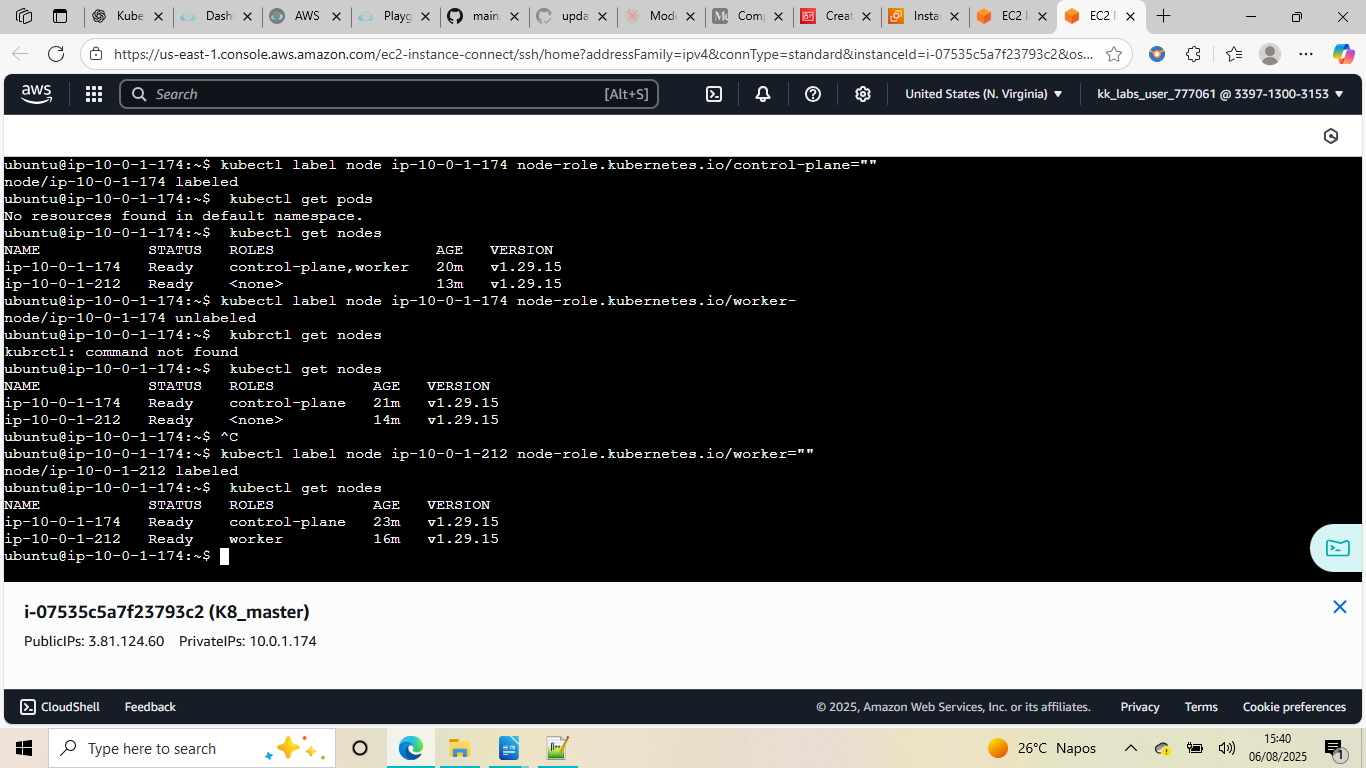 Kube
Dash
AWS
Playg
main.
upda
Mode
Com
Creat
Insta
EC2 I
EC2 I
https://us-east-1.console.aws.amazon.com/ec2-instance-connect/ssh/home?addressFamily=ipv4&connType=standard&instanceId=i-07535c5a7f23793c2&os...
aws
Search
[Alt+S]
United States (N. Virginia)
kk_labs_user_777061 @ 3397-1300-3153
ubuntu@ip-10-0-1-174:~$ kubectl label node ip-10-0-1-174 node-role.kubernetes.io/control-plane=""
node/ip-10-0-1-174 labeled
ubuntu@ip-10-0-1-174:~$  kubectl get pods
No resources found in default namespace.
ubuntu@ip-10-0-1-174:~$  kubectl get nodes
NAME            STATUS   ROLES                  AGE   VERSION
ip-10-0-1-174   Ready    control-plane,worker   20m   v1.29.15
ip-10-0-1-212   Ready    <none>                 13m   v1.29.15
ubuntu@ip-10-0-1-174:~$ kubectl label node ip-10-0-1-174 node-role.kubernetes.io/worker-
node/ip-10-0-1-174 unlabeled
ubuntu@ip-10-0-1-174:~$  kubrctl get nodes
kubrctl: command not found
ubuntu@ip-10-0-1-174:~$  kubectl get nodes
NAME            STATUS   ROLES           AGE   VERSION
ip-10-0-1-174   Ready    control-plane   21m   v1.29.15
ip-10-0-1-212   Ready    <none>          14m   v1.29.15
ubuntu@ip-10-0-1-174:~$ ^C
ubuntu@ip-10-0-1-174:~$ kubectl label node ip-10-0-1-212 node-role.kubernetes.io/worker=""
node/ip-10-0-1-212 labeled
ubuntu@ip-10-0-1-174:~$  kubectl get nodes
NAME            STATUS   ROLES           AGE   VERSION
ip-10-0-1-174   Ready    control-plane   23m   v1.29.15
ip-10-0-1-212   Ready    worker          16m   v1.29.15
ubuntu@ip-10-0-1-174:~$
i-07535c5a7f23793c2 (K8_master)
PublicIPs: 3.81.124.60 PrivateIPs: 10.0.1.174
CloudShell
Feedback
© 2025, Amazon Web Services, Inc. or its affiliates.
Privacy
Terms
Cookie preferences
Type here to search
26°C Napos
15:40
06/08/2025
1